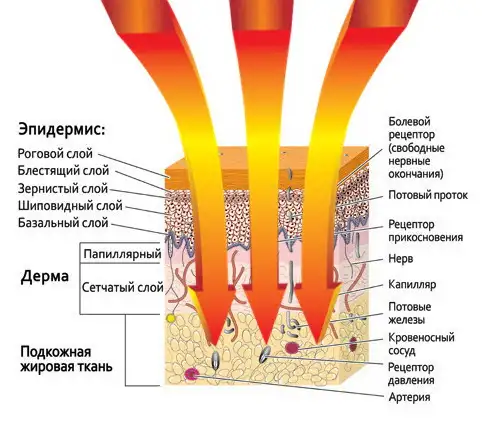 Эпидермис:
Роговой слой
Блестящий слой
Зернистый слой
Шиповидный слой
Базальный слой
Дерма
Папиллярный
Сетчатый слой
Подкожная
жировая ткань
Болевой
рецептор
(свободные
нервные
окончания)
Потовый проток
Рецептор
прикосновения
Нерв
Капилляр
Потовые
железы
Кровеносный
сосуд
Рецептор
давления
Артерия